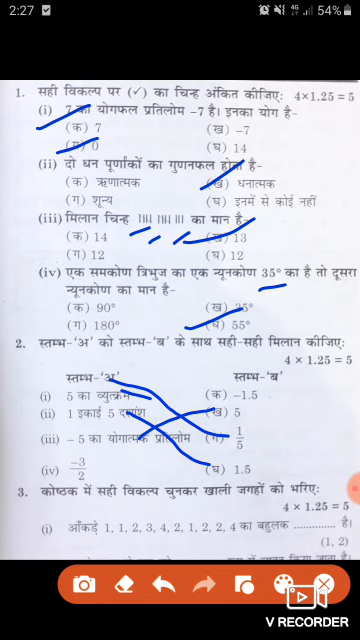 2:27
4G
54%
1. सही विकल्प पर (✓) का चिन्ह अंकित कीजिए: 4×1.25 = 5
(i) 7 का योगफल प्रतिलोम –7 है। इनका योग है-
(क) 7 (ख) –7
(ग) 0 (घ) 14
(ii) दो धन पूर्णांकों का गुणनफल होता है-
(क) ऋणात्मक (ख) धनात्मक
(ग) शून्य (घ) इनमें से कोई नहीं
(iii) मिलान चिन्ह का मान है-
(क) 14 (ख) 13
(ग) 12 (घ) 12
(iv) एक समकोण त्रिभुज का एक न्यूनकोण 35° का है तो दूसरा
न्यूनकोण का मान है-
(क) 90° (ख) 35°
(ग) 180° (घ) 55°
2. स्तम्भ-'अ' को स्तम्भ-'ब' के साथ सही-सही मिलान कीजिए:
4 × 1.25 = 5
स्तम्भ-'अ' स्तम्भ-'ब'
(i) 5 का व्युत्क्रम (क) –1.5
(ii) 1 इकाई 5 दशांश (ख) 5
(iii) – 5 का योगात्मक प्रतिलोम (ग) 1/5
(iv) –3/2 (घ) 1.5
3. कोष्ठक में सही विकल्प चुनकर खाली जगहों को भरिए:
4 × 1.25 = 5
(i) आँकड़े 1, 1, 2, 3, 4, 2, 1, 2, 2, 4 का बहुलक .............. है।
(1, 2)
किया जाता है।
V RECORDER